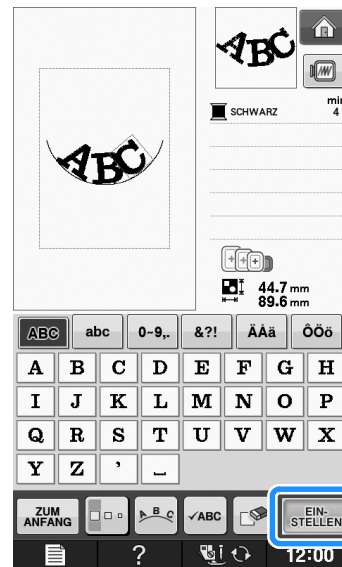 ABC
ABC
SCHWARZ
min
4
44.7 mm
89.6 mm
ABC abc 0~9,. &?! ÄÅä ÔÖö
A B C D E F G H
I J K L M N O P
Q R S T U V W X
Y Z ’ _
ZUM ANFANG ABC ✓ABC EIN-
STELLEN
? 12:00